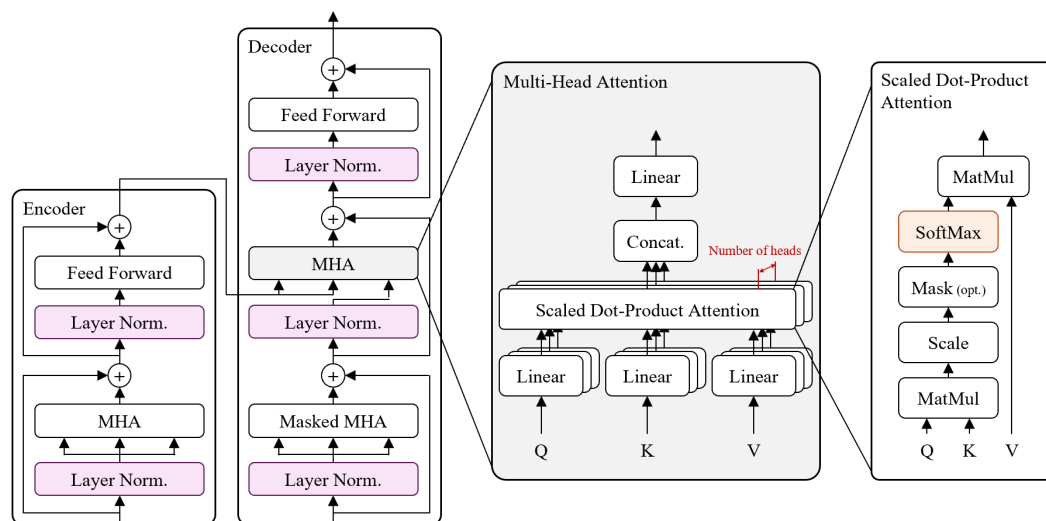 Encoder
+
Feed Forward
Layer Norm.
+
MHA
Layer Norm.
Decoder
+
Feed Forward
Layer Norm.
+
MHA
Layer Norm.
+
Masked MHA
Layer Norm.
Multi-Head Attention
Linear
Concat.
Number of heads
Scaled Dot-Product Attention
Linear
Linear
Linear
Q
K
V
Scaled Dot-Product
Attention
MatMul
SoftMax
Mask (opt.)
Scale
MatMul
Q
K
V